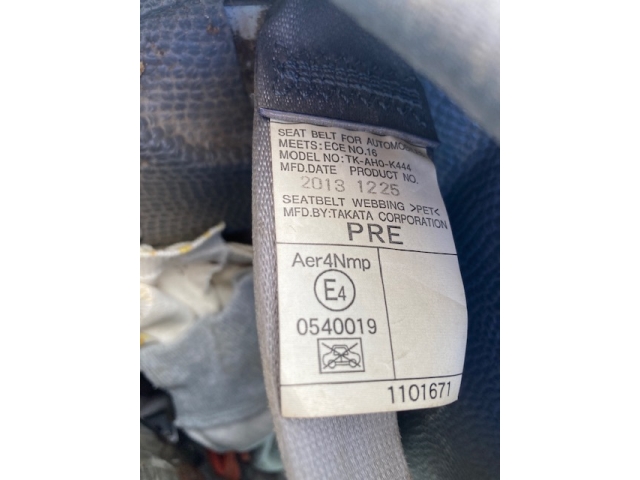 SEAT BELT FOR AUTOMO
MEETS:ECE NO.16
MODEL NO:TK-AH0-K444
MFD.DATE PRODUCT NO.
2013 1225
SEATBELT WEBBING >PET<
MFD.BY:TAKATA CORPORATION
PRE
Aer4Nmp
E4
0540019
1101671